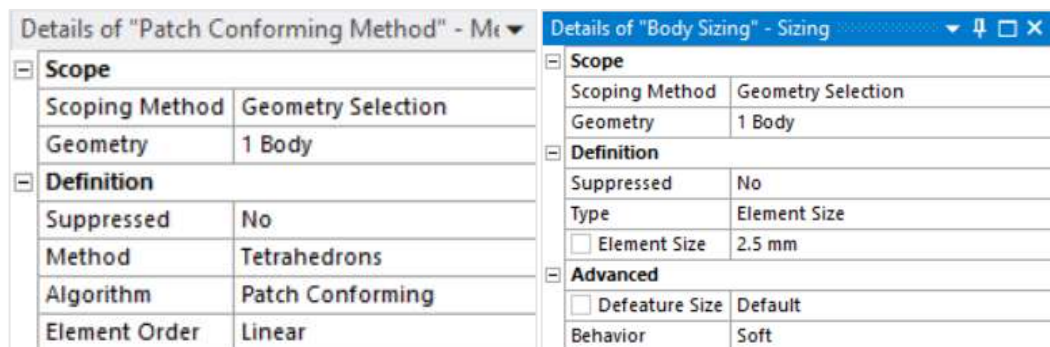 Details of "Patch Conforming Method" - Me
Scope
Scoping Method Geometry Selection
Geometry 1 Body
Definition
Suppressed No
Method Tetrahedrons
Algorithm Patch Conforming
Element Order Linear
Details of "Body Sizing" - Sizing
Scope
Scoping Method Geometry Selection
Geometry 1 Body
Definition
Suppressed No
Type Element Size
Element Size 2.5 mm
Advanced
Defeature Size Default
Behavior Soft